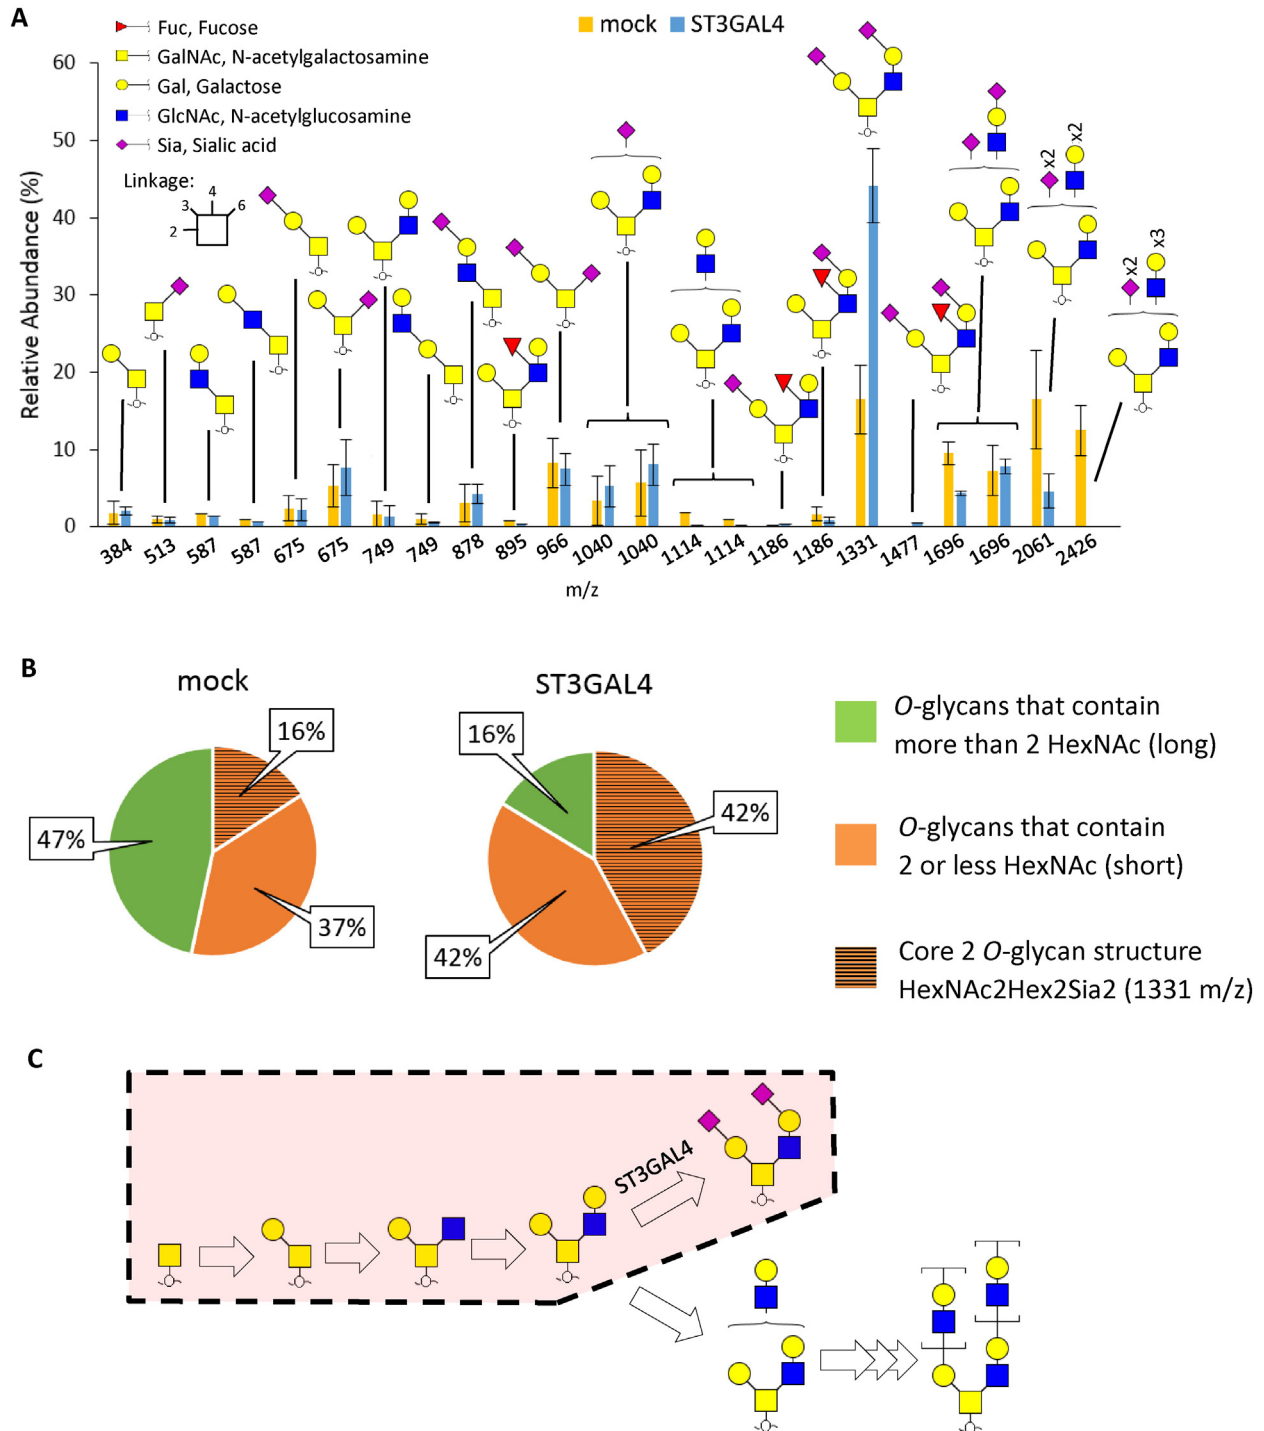 A
Fuc, Fucose
GalNAc, N-acetylgalactosamine
Gal, Galactose
GlcNAc, N-acetylglucosamine
Sia, Sialic acid
Linkage:
3 4 6
2
mock ST3GAL4
Relative Abundance (%)
60
50
40
30
20
10
0
x2 x2
x2 x3
384 513 587 587 675 675 749 749 878 895 966 1040 1040 1114 1114 1186 1186 1331 1477 1696 1696 2061 2426
m/z
B
mock
16%
47%
37%
ST3GAL4
16%
42%
42%
O-glycans that contain
more than 2 HexNAc (long)
O-glycans that contain
2 or less HexNAc (short)
Core 2 O-glycan structure
HexNAc2Hex2Sia2 (1331 m/z)
C
ST3GAL4